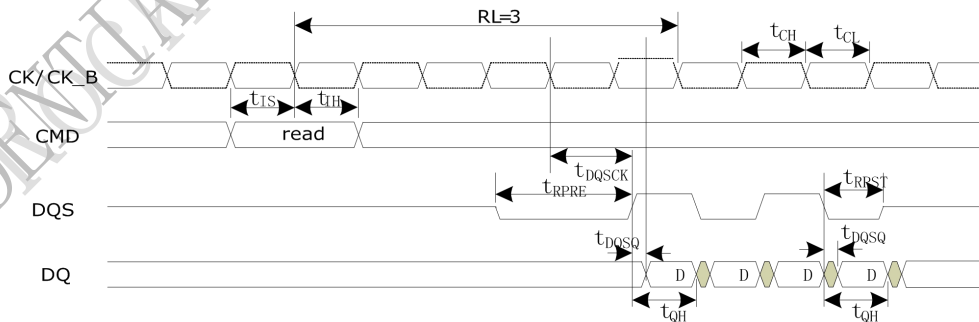 RL=3
tCH
tCL
CK/CK_B
tIS
tIH
CMD
read
tDQSCK
tRPRE
tRPST
DQS
tDQSQ
tDQSQ
DQ
D
D
D
D
tQH
tQH